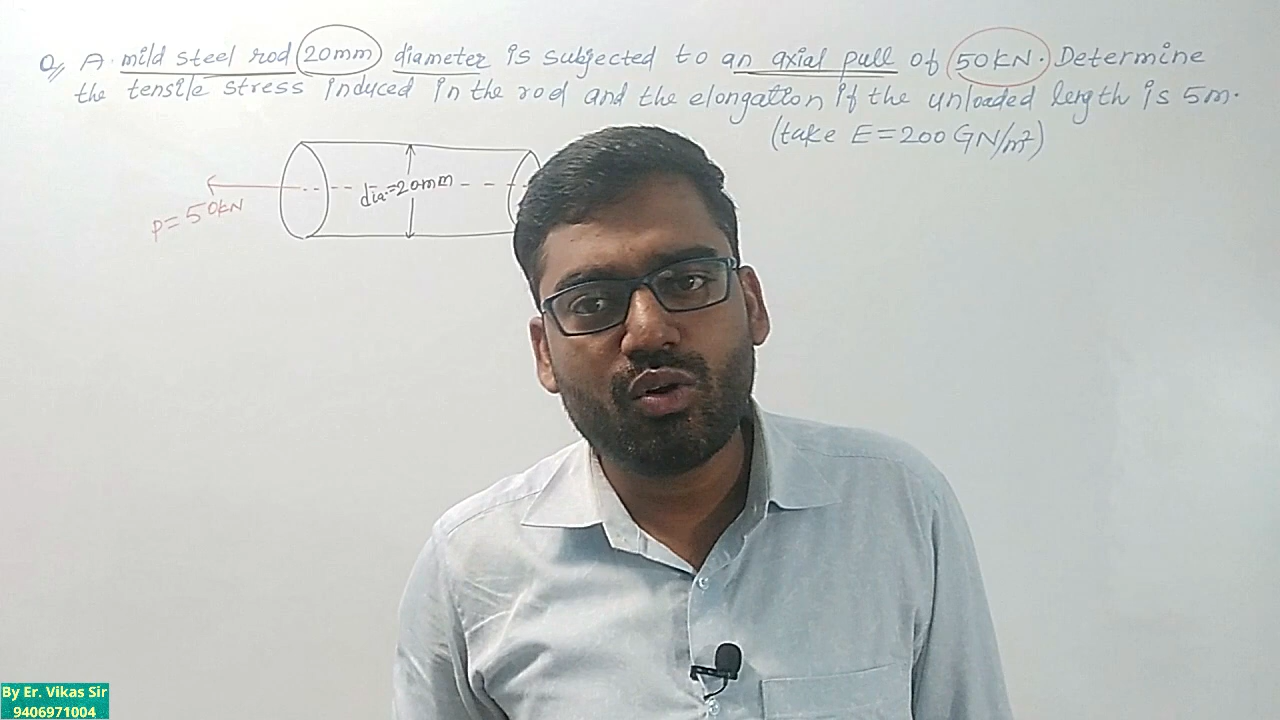 Q, A mild steel rod 20mm diameter is subjected to an axial pull of 50KN. Determine
the tensile stress induced in the rod and the elongation if the unloaded length is 5m.
(take E=200 GN/m²)
dia:=20mm
P=50KN
By Er. Vikas Sir
9406971004